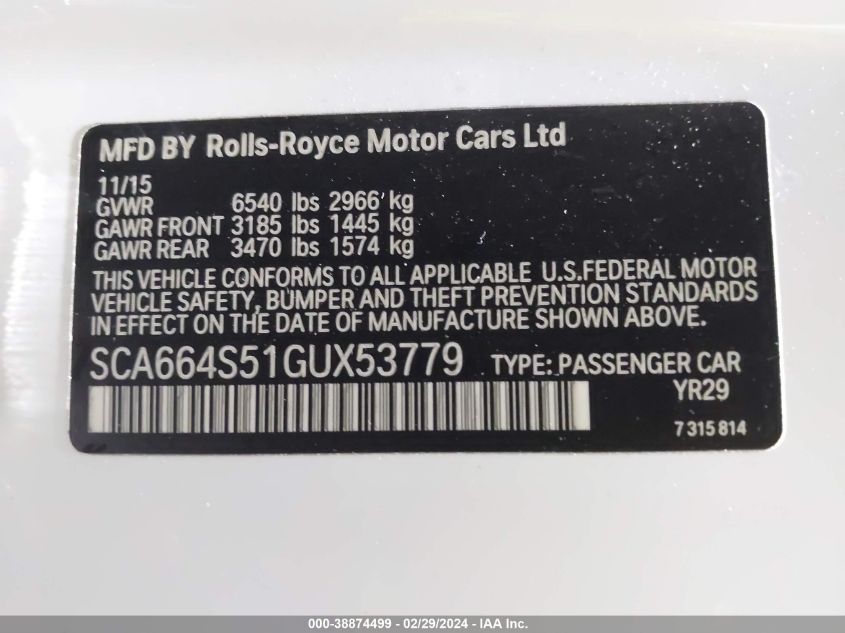 MFD BY Rolls-Royce Motor Cars Ltd
11/15
GVWR 6540 lbs 2966 kg
GAWR FRONT 3185 lbs 1445 kg
GAWR REAR 3470 lbs 1574 kg
THIS VEHICLE CONFORMS TO ALL APPLICABLE U.S.FEDERAL MOTOR
VEHICLE SAFETY, BUMPER AND THEFT PREVENTION STANDARDS
IN EFFECT ON THE DATE OF MANUFACTURE SHOWN ABOVE.
SCA664S51GUX53779 TYPE: PASSENGER CAR
YR29
7 315 814
000-38874499 - 02/29/2024 - IAA Inc.